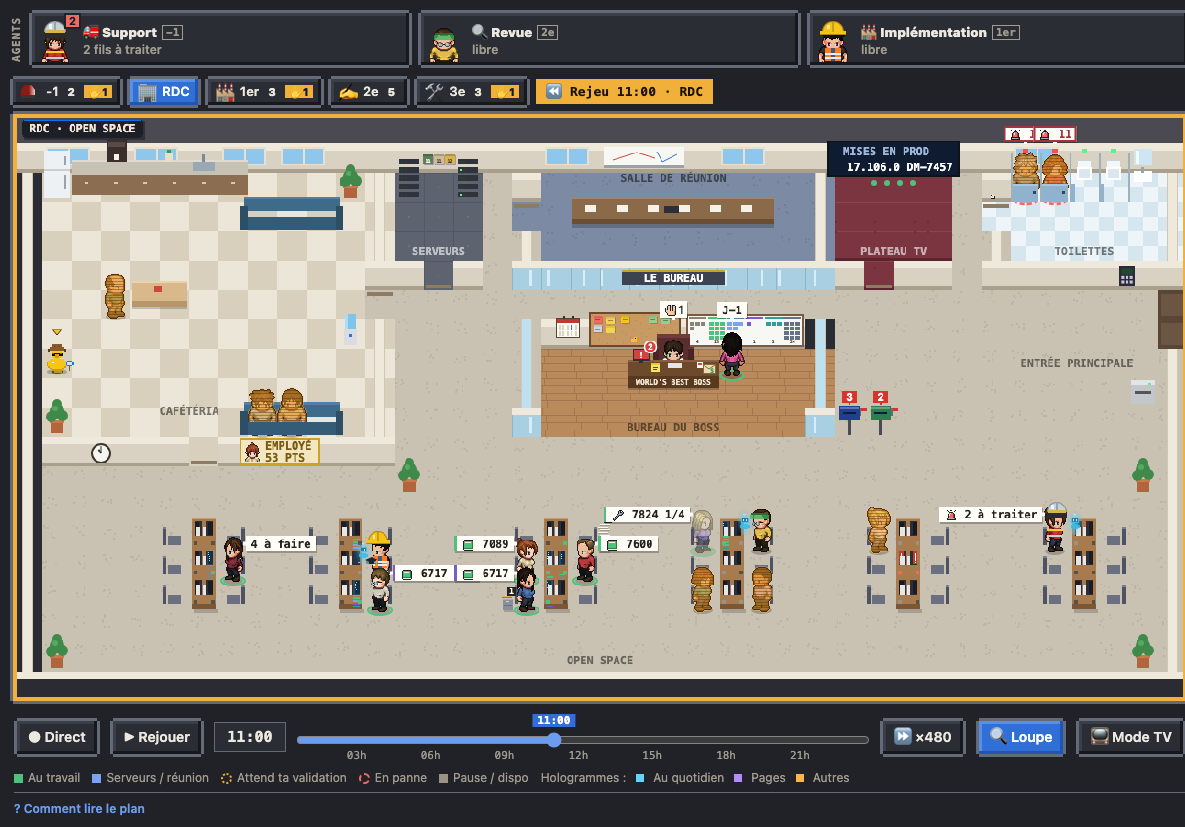 AGENTS
2
Support -1
2 fils à traiter
Revue 2e
libre
Implémentation 1er
libre
-1 2 1
RDC
1er 3 1
2e 5
3e 3 1
Rejeu 11:00 · RDC
RDC · OPEN SPACE
11
MISES EN PROD
17.106.0 DM-7457
SALLE DE RÉUNION
SERVEURS
PLATEAU TV
TOILETTES
LE BUREAU
1
J-1
2
WORLD'S BEST BOSS
ENTRÉE PRINCIPALE
CAFÉTÉRIA
3
2
BUREAU DU BOSS
EMPLOYÉ
53 PTS
7824 1/4
2 à traiter
4 à faire
7089
7600
6717
6717
1
OPEN SPACE
Direct
Rejouer
11:00
11:00
03h
06h
09h
12h
15h
18h
21h
×480
Loupe
Mode TV
Au travail
Serveurs / réunion
Attend ta validation
En panne
Pause / dispo
Hologrammes :
Au quotidien
Pages
Autres
? Comment lire le plan